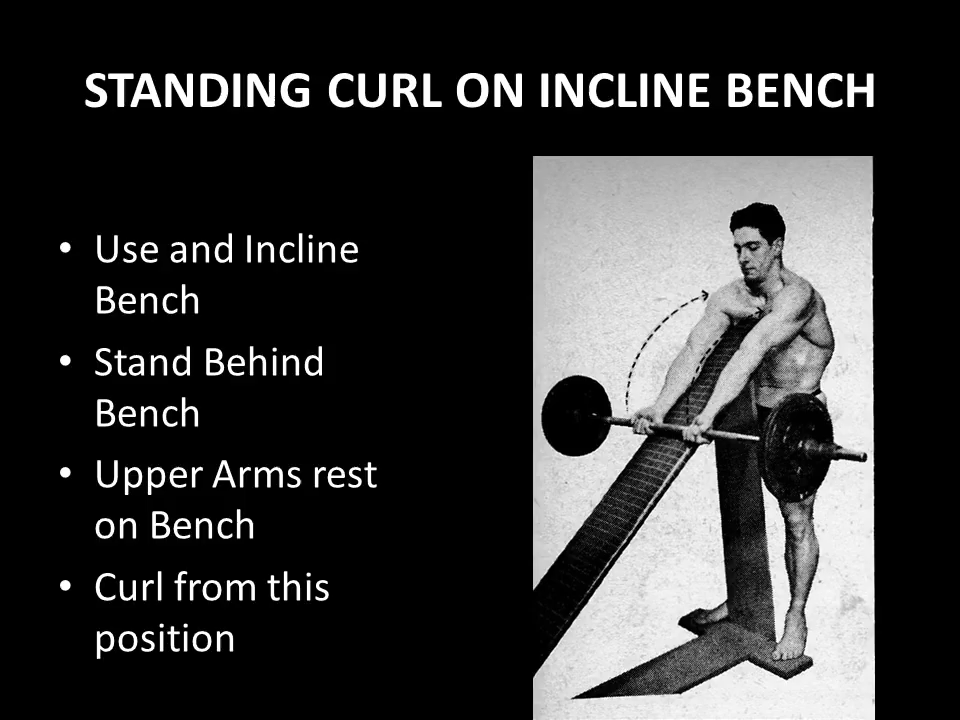 STANDING CURL ON INCLINE BENCH
• Use and Incline
Bench
• Stand Behind
Bench
• Upper Arms rest
on Bench
• Curl from this
position